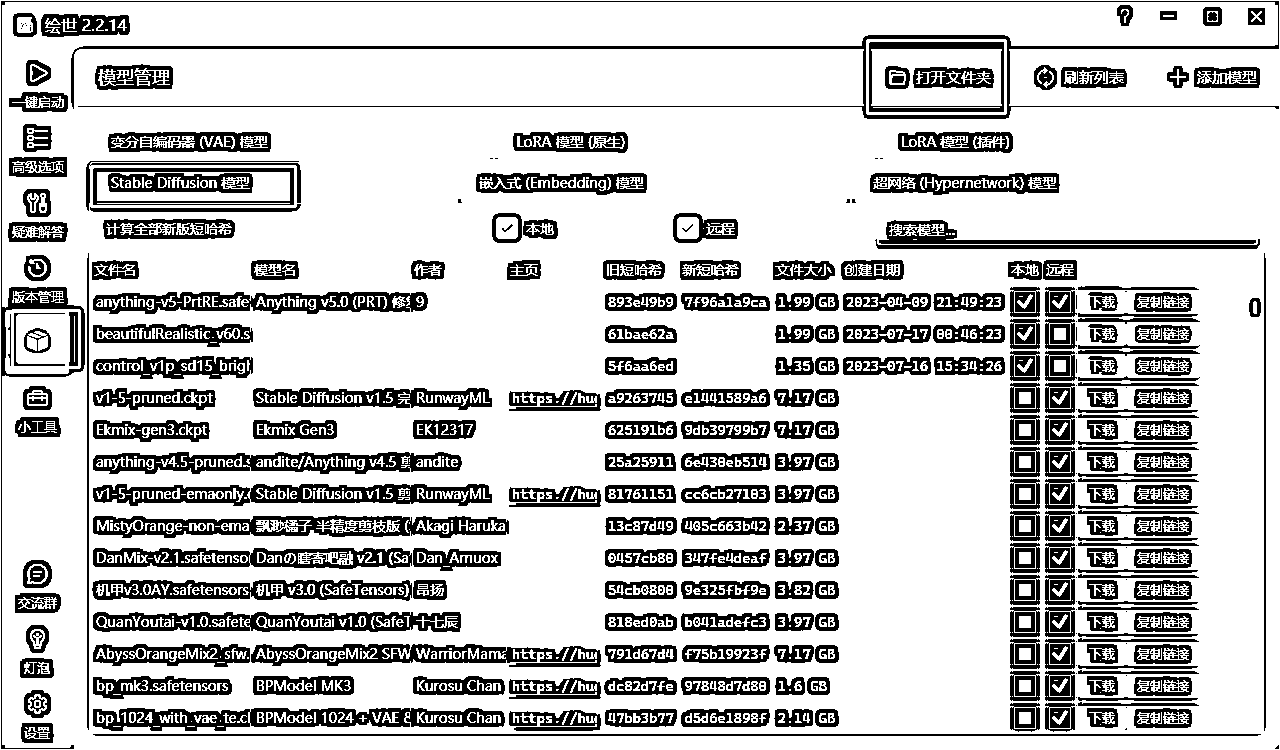 绘世 2.2.14
一键启动
高级选项
疑难解答
版本管理
小工具
交流群
灯泡
设置
模型管理
打开文件夹 刷新列表 添加模型
变分自编码器 (VAE) 模型 LoRA 模型 (原生) LoRA 模型 (插件)
Stable Diffusion 模型 嵌入式 (Embedding) 模型 超网络 (Hypernetwork) 模型
计算全部新版短哈希 本地 远程 搜索模型...
文件名 模型名 作者 主页 旧短哈希 新短哈希 文件大小 创建日期 本地 远程
anything-v5-PrtRE.safe Anything v5.0 (PRT) 修 9 893e49b9 7f96a1a9ca 1.99 GB 2023-04-09 21:49:23 下载 复制链接
beautifulRealistic_v60.s 61bae62a 1.99 GB 2023-07-17 00:46:23 下载 复制链接
control_v1p_sd15_brigh 5f6aa6ed 1.35 GB 2023-07-16 15:34:26 下载 复制链接
v1-5-pruned.ckpt Stable Diffusion v1.5 完 RunwayML https://hug a9263745 e1441589a6 7.17 GB 下载 复制链接
Ekmix-gen3.ckpt Ekmix Gen3 EK12317 625191b6 9db39799b7 7.17 GB 下载 复制链接
anything-v4.5-pruned.s andite/Anything v4.5 剪 andite 25a25911 6e430eb514 3.97 GB 下载 复制链接
v1-5-pruned-emaonly.c Stable Diffusion v1.5 剪 RunwayML https://hug 81761151 cc6cb27103 3.97 GB 下载 复制链接
MistyOrange-non-ema 飘渺橘子 半精度剪枝版 ( Akagi Haruka 13c87d49 405c663b42 2.37 GB 下载 复制链接
DanMix-v2.1.safetenso Danの瞎寄吧融 v2.1 (Sa Dan_Arnuox 0457cb80 347fe4deaf 3.97 GB 下载 复制链接
机甲v3.0AY.safetensors 机甲 v3.0 (SafeTensors) 昂扬 54cb0800 9e325fbf9e 3.82 GB 下载 复制链接
QuanYoutai-v1.0.safete QuanYoutai v1.0 (SafeT 十七辰 818ed0ab b041adefc3 3.97 GB 下载 复制链接
AbyssOrangeMix2_sfw. AbyssOrangeMix2 SFW WarriorMama https://hug 791d67d4 f75b19923f 7.17 GB 下载 复制链接
bp_mk3.safetensors BPModel MK3 Kurosu Chan https://hug dc82d7fe 97848d7d80 1.6 GB 下载 复制链接
bp_1024_with_vae_te.cl BPModel 1024 + VAE & Kurosu Chan https://hug 47bb3b77 d5d6e1898f 2.14 GB 下载 复制链接